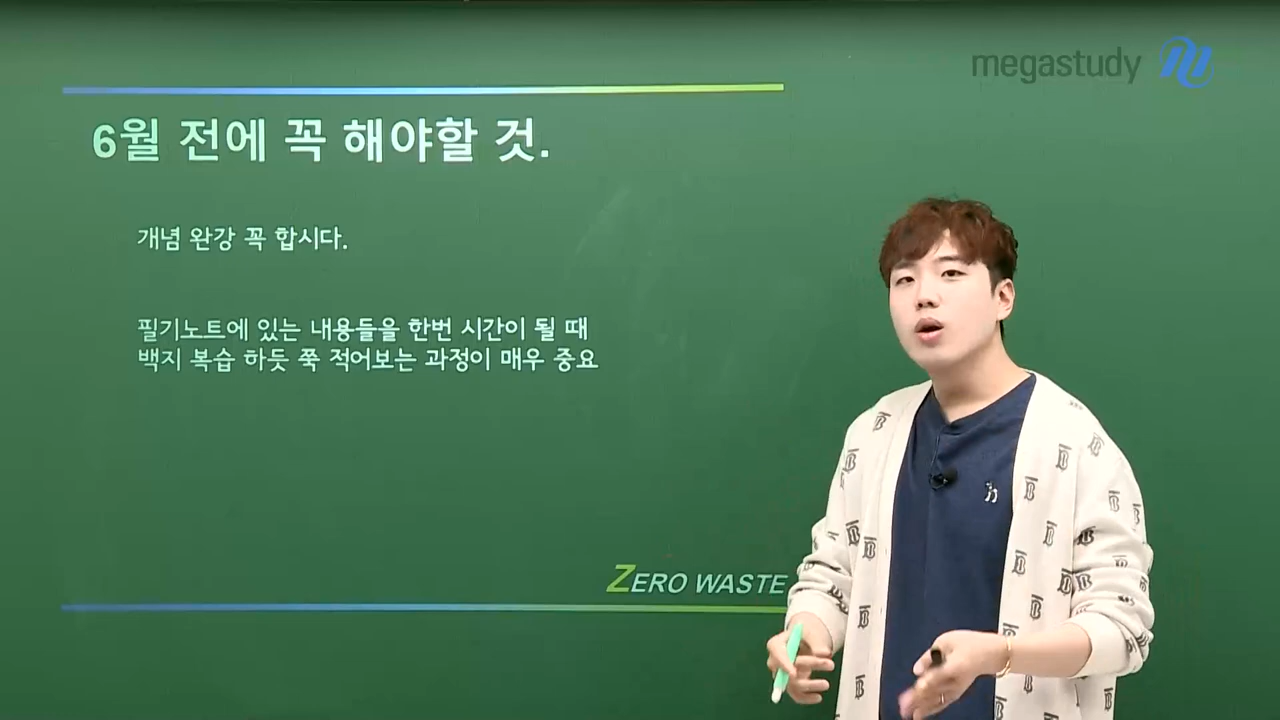 megastudy
6월 전에 꼭 해야할 것.
개념 완강 꼭 합시다.
필기노트에 있는 내용들을 한번 시간이 될 때
백지 복습 하듯 쭉 적어보는 과정이 매우 중요
ZERO WASTE